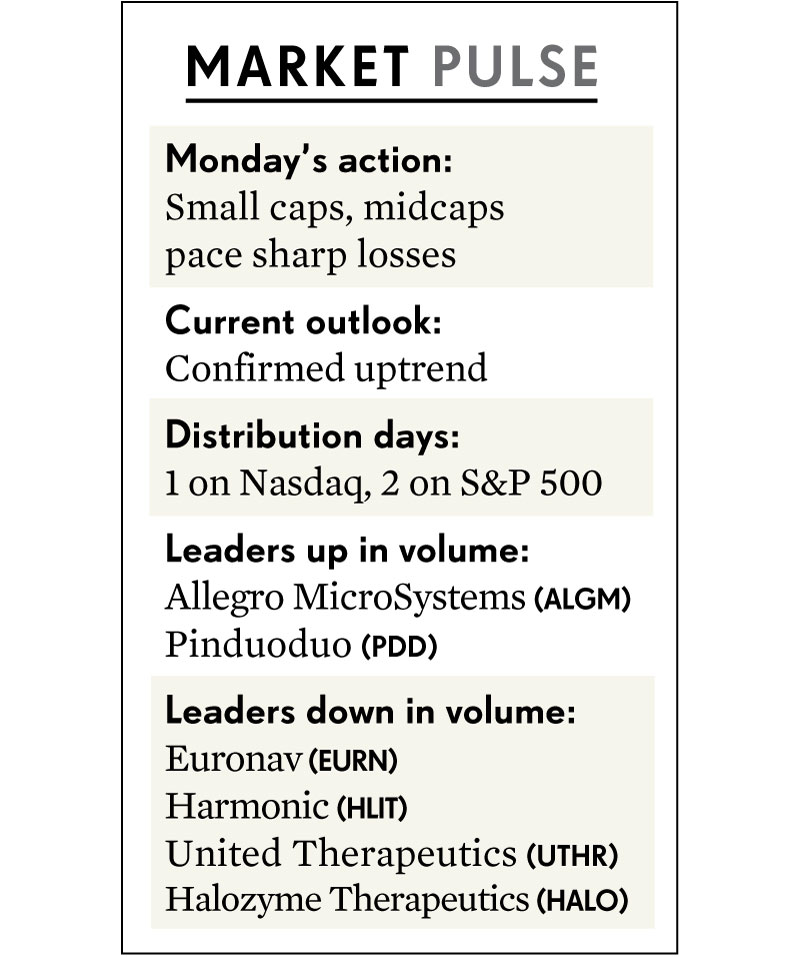 MARKET PULSE
Monday’s action:
Small caps, midcaps
pace sharp losses
Current outlook:
Confirmed uptrend
Distribution days:
1 on Nasdaq, 2 on S&P 500
Leaders up in volume:
Allegro MicroSystems (ALGM)
Pinduoduo (PDD)
Leaders down in volume:
Euronav (EURN)
Harmonic (HLIT)
United Therapeutics (UTHR)
Halozyme Therapeutics (HALO)